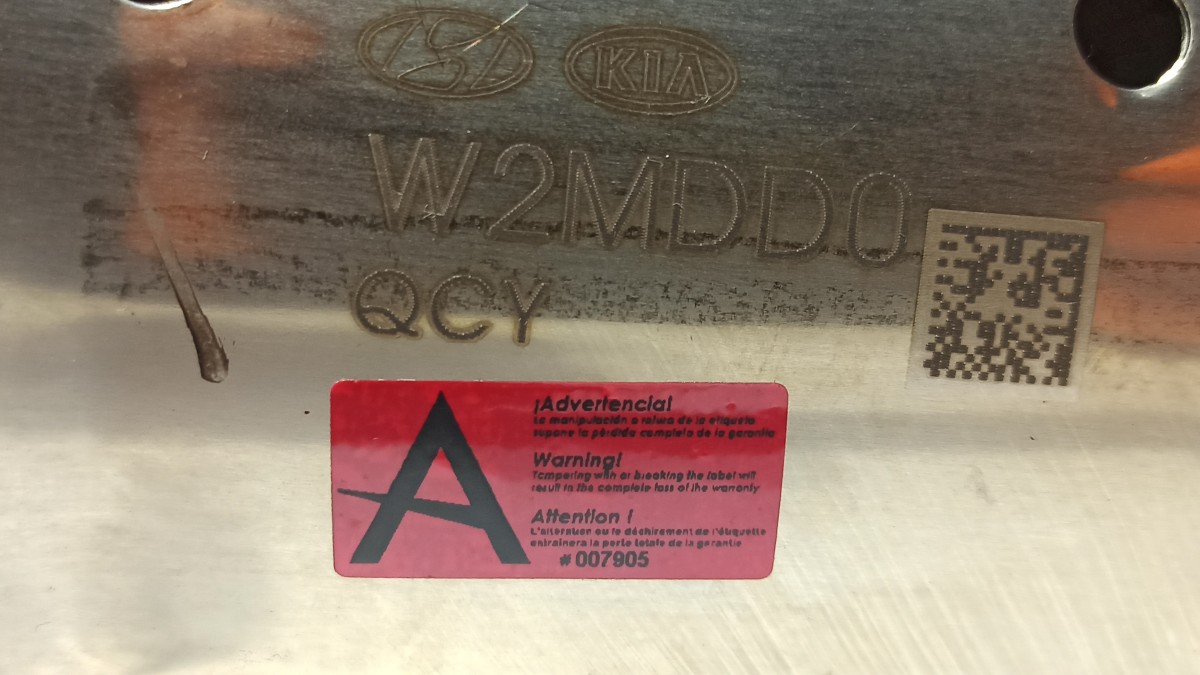 KIA
W2MDD0
QCY
¡Advertencia!
La manipulación o rotura de la etiqueta
supone la pérdida completa de la garantía
Warning!
Tampering with or breaking the label will
result in the complete loss of the warranty
Attention !
L'altération ou le déchirement de l'étiquette
entraînera la perte totale de la garantie
# 007905